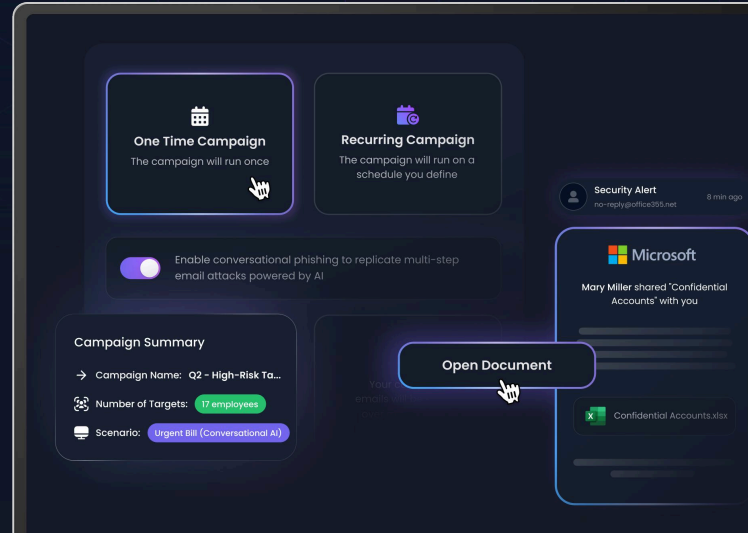 One Time Campaign
The campaign will run once
Recurring Campaign
The campaign will run on a
schedule you define
Enable conversational phishing to replicate multi-step
email attacks powered by AI
Campaign Summary
Campaign Name: Q2 - High-Risk Ta...
Number of Targets: 17 employees
Scenario: Urgent Bill (Conversational AI)
Your
Open Document
Security Alert
no-reply@office355.net
8 min ago
Microsoft
Mary Miller shared "Confidential
Accounts" with you
Confidential Accounts.xlsx